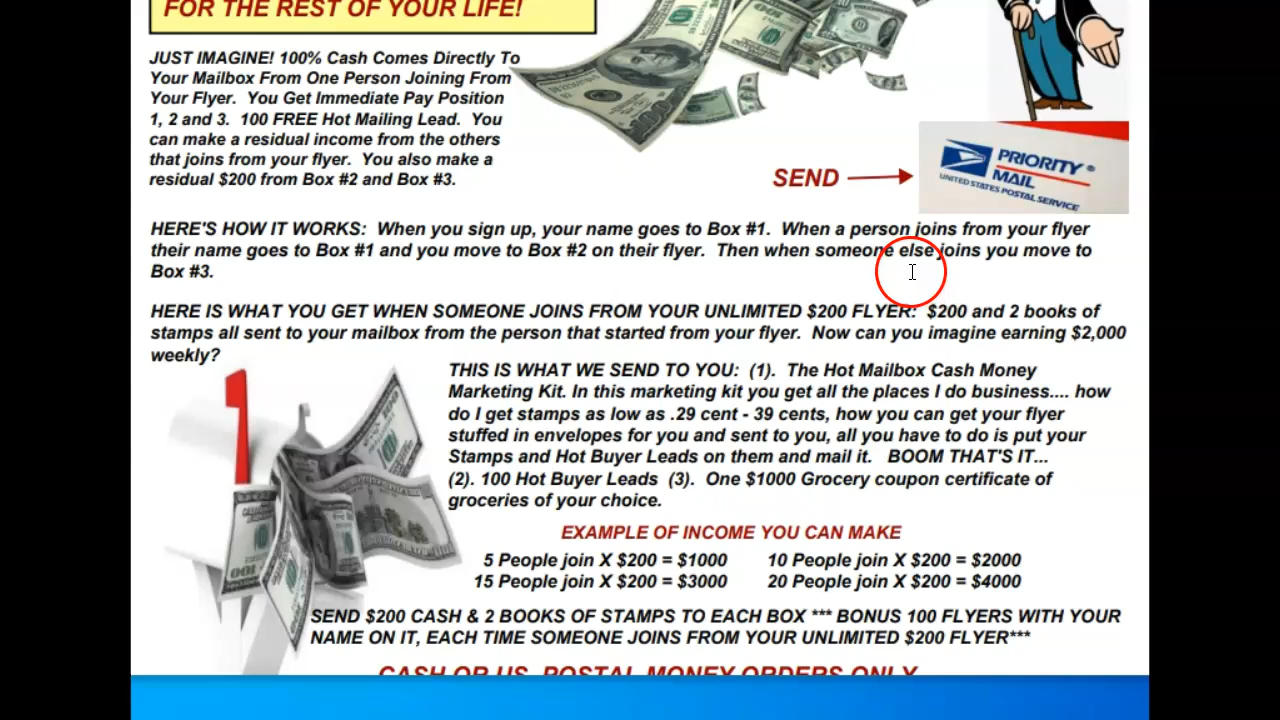 FOR THE REST OF YOUR LIFE!
JUST IMAGINE! 100% Cash Comes Directly To
Your Mailbox From One Person Joining From
Your Flyer. You Get Immediate Pay Position
1, 2 and 3. 100 FREE Hot Mailing Lead. You
can make a residual income from the others
that joins from your flyer. You also make a
residual $200 from Box #2 and Box #3.
SEND
PRIORITY ®
MAIL
UNITED STATES POSTAL SERVICE
HERE'S HOW IT WORKS: When you sign up, your name goes to Box #1. When a person joins from your flyer
their name goes to Box #1 and you move to Box #2 on their flyer. Then when someone else joins you move to
Box #3.
HERE IS WHAT YOU GET WHEN SOMEONE JOINS FROM YOUR UNLIMITED $200 FLYER: $200 and 2 books of
stamps all sent to your mailbox from the person that started from your flyer. Now can you imagine earning $2,000
weekly?
THIS IS WHAT WE SEND TO YOU: (1). The Hot Mailbox Cash Money
Marketing Kit. In this marketing kit you get all the places I do business.... how
do I get stamps as low as .29 cent - 39 cents, how you can get your flyer
stuffed in envelopes for you and sent to you, all you have to do is put your
Stamps and Hot Buyer Leads on them and mail it. BOOM THAT'S IT...
(2). 100 Hot Buyer Leads (3). One $1000 Grocery coupon certificate of
groceries of your choice.
EXAMPLE OF INCOME YOU CAN MAKE
5 People join X $200 = $1000 10 People join X $200 = $2000
15 People join X $200 = $3000 20 People join X $200 = $4000
SEND $200 CASH & 2 BOOKS OF STAMPS TO EACH BOX *** BONUS 100 FLYERS WITH YOUR
NAME ON IT, EACH TIME SOMEONE JOINS FROM YOUR UNLIMITED $200 FLYER***
CASH OR US. POSTAL MONEY ORDERS ONLY